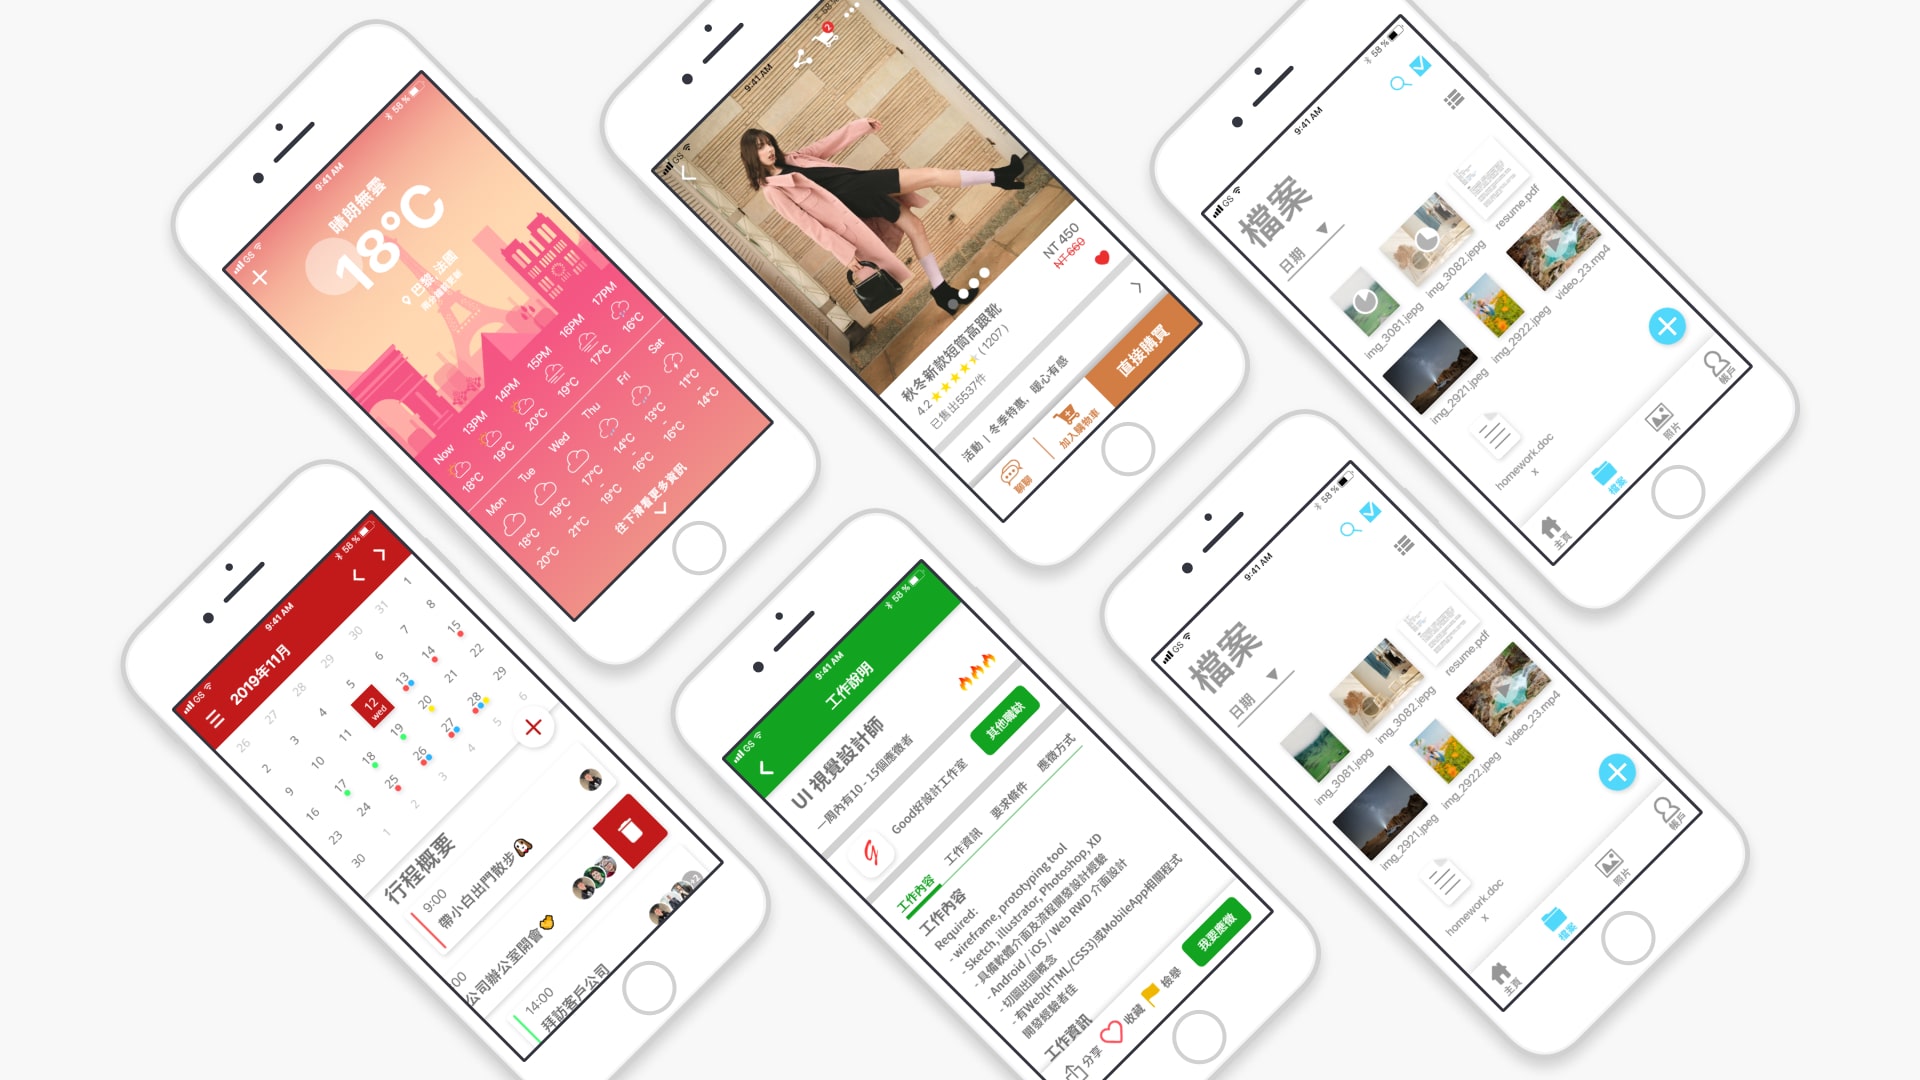 GS
9:41 AM
58 %
晴朗無雲
18°C
巴黎, 法國
Now
13PM
14PM
15PM
16PM
17PM
18°C
19°C
20°C
19°C
17°C
16°C
Mon
Tue
Wed
Thu
Fri
Sat
18°C
-
20°C
19°C
-
21°C
17°C
-
19°C
14°C
-
16°C
13°C
-
16°C
11°C
-
14°C
往下滑看更多資訊
GS
9:41 AM
58 %
2
NT 450
NT 660
秋冬新款短筒高跟靴
4.2 (1207)
已售出5537件
活動 | 冬季特惠, 暖心有感
聊聊
加入購物車
直接購買
GS
9:41 AM
58 %
檔案
日期
img_3081.jepg
img_3082.jepg
resume.pdf
img_2921.jpeg
img_2922.jpeg
video_23.mp4
homework.doc
x
主頁
檔案
照片
帳戶
GS
9:41 AM
58 %
2019年11月
26 27 28 29 30 31 1
2 3 4 5 6 7 8
9 10 11 12 13 14 15
wed
16 17 18 19 20 21 22
23 24 25 26 27 28 29
30 1 2 3 4 5 6
行程概要
9:00
帶小白出門散步
:00
公司辦公室開會
14:00
拜訪客戶公司
+2
GS
9:41 AM
58 %
工作說明
UI 視覺設計師
一周內有10 - 15個應徵者
Good好設計工作室
其他職缺
工作內容
工作資訊
要求條件
應徵方式
工作內容
Required:
- wireframe, prototyping tool
- Sketch, illustrator, Photoshop, XD
- 具備軟體介面及流程開發設計經驗
- Android / iOS / Web RWD 介面設計
- 切圖出圖概念
- 有Web(HTML/CSS3)或MobileApp相關程式
開發經驗者佳
工作資訊
分享
收藏
檢舉
我要應徵
GS
9:41 AM
58 %
檔案
日期
img_3081.jepg
img_3082.jepg
resume.pdf
img_2921.jpeg
img_2922.jpeg
video_23.mp4
homework.doc
x
主頁
檔案
照片
帳戶